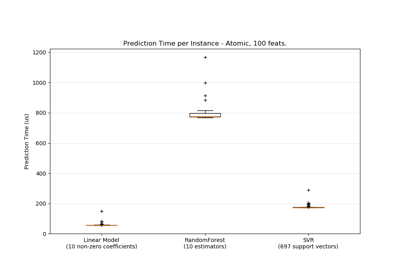 Prediction Time per Instance - Atomic, 100 feats.
1200
1000
800
600
400
200
0
Prediction Time (us)
Linear Model
(10 non-zero coefficients)
RandomForest
(10 estimators)
SVR
(697 support vectors)